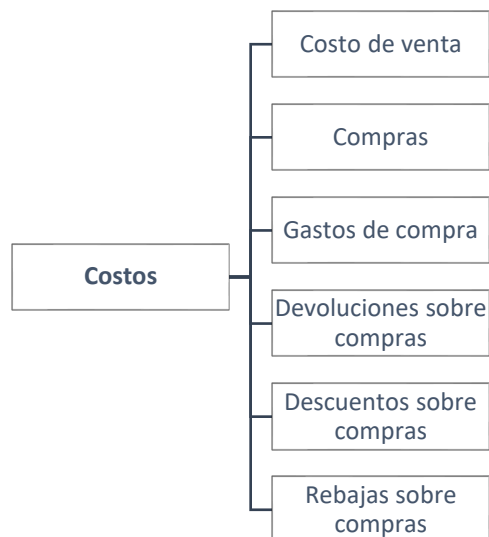 Costo de venta
Compras
Gastos de compra
Costos
Devoluciones sobre
compras
Descuentos sobre
compras
Rebajas sobre
compras